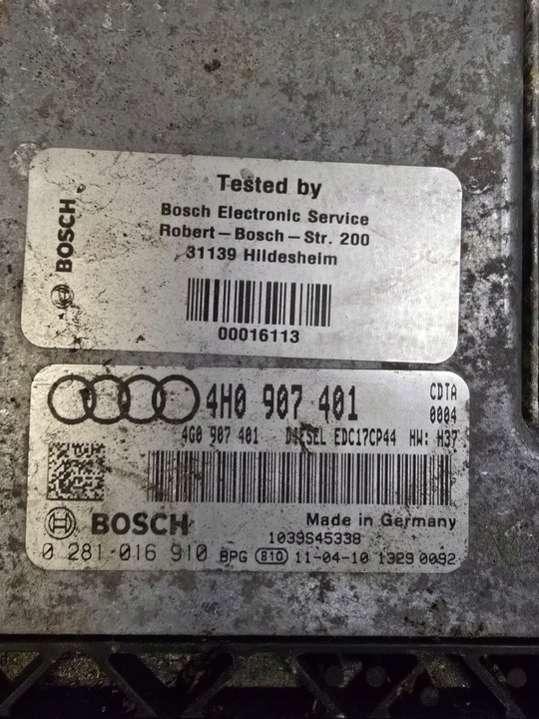 BOSCH
Tested by
Bosch Electronic Service
Robert-Bosch-Str. 200
31139 Hildesheim
00016113
4H0 907 401
CDTA
0004
4G0 907 401 DIESEL EDC17CP44 HW: H37
BOSCH
Made in Germany
1039S45338
0 281 016 910 BPG 810 11-04-10 1329 0092